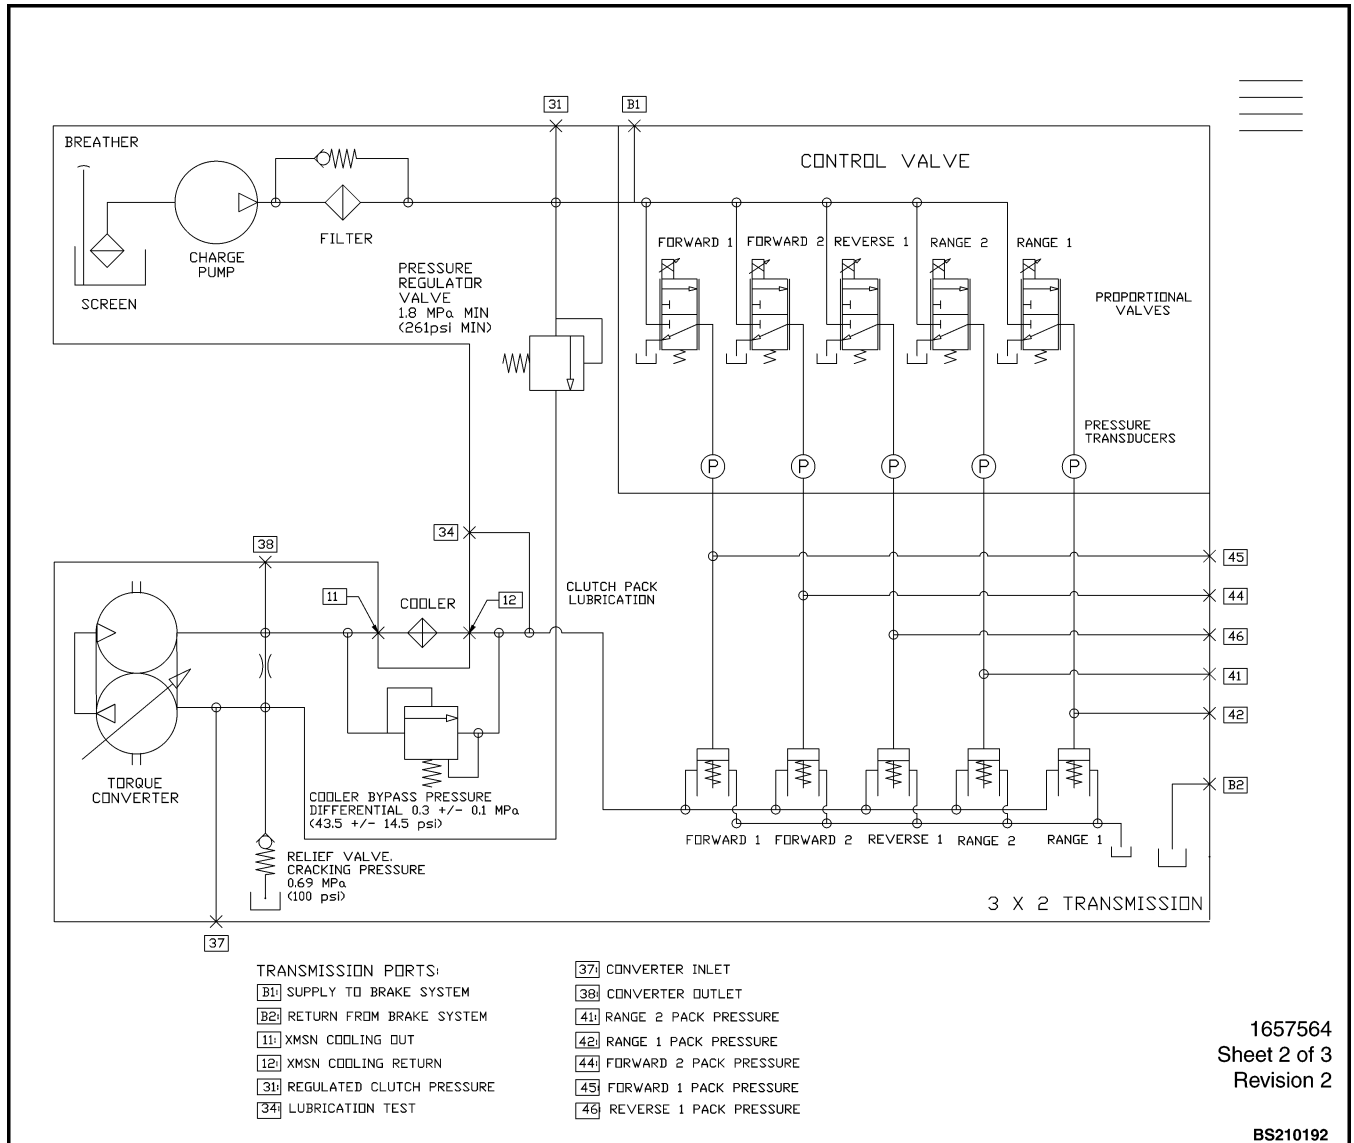 31
B1
BREATHER
CONTROL VALVE
CHARGE
PUMP
FILTER
SCREEN
PRESSURE
REGULATOR
VALVE
1.8 MPa MIN
(261psi MIN)
FORWARD 1
FORWARD 2
REVERSE 1
RANGE 2
RANGE 1
PROPORTIONAL
VALVES
PRESSURE
TRANSDUCERS
P
P
P
P
P
34
38
11
COOLER
12
CLUTCH PACK
LUBRICATION
45
44
46
41
42
B2
TORQUE
CONVERTER
COOLER BYPASS PRESSURE
DIFFERENTIAL 0.3 +/- 0.1 MPa
(43.5 +/- 14.5 psi)
RELIEF VALVE.
CRACKING PRESSURE
0.69 MPa
(100 psi)
FORWARD 1
FORWARD 2
REVERSE 1
RANGE 2
RANGE 1
3 X 2 TRANSMISSION
37
TRANSMISSION PORTS:
B1: SUPPLY TO BRAKE SYSTEM
B2: RETURN FROM BRAKE SYSTEM
11: XMSN COOLING OUT
12: XMSN COOLING RETURN
31: REGULATED CLUTCH PRESSURE
34: LUBRICATION TEST
37: CONVERTER INLET
38: CONVERTER OUTLET
41: RANGE 2 PACK PRESSURE
42: RANGE 1 PACK PRESSURE
44: FORWARD 2 PACK PRESSURE
45: FORWARD 1 PACK PRESSURE
46: REVERSE 1 PACK PRESSURE
1657564
Sheet 2 of 3
Revision 2
BS210192